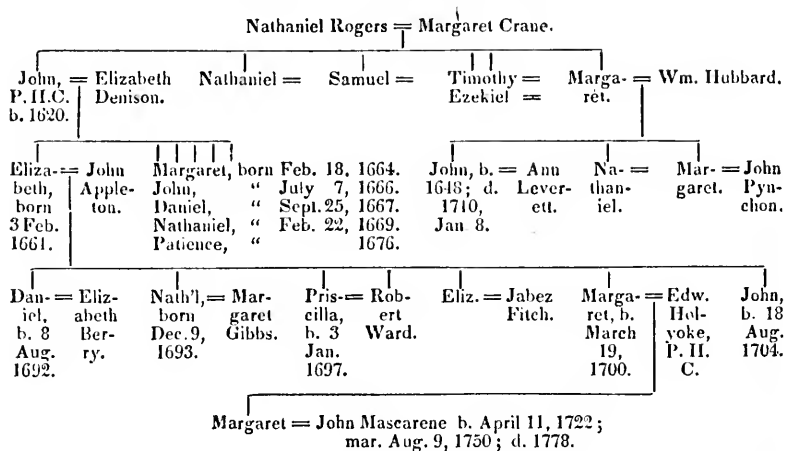 Nathaniel Rogers = Margaret Crane.
John, = Elizabeth Nathaniel = Samuel = Timothy = Marga- = Wm. Hubbard.
P. H.C. Denison. Ezekiel = ret.
b. 1620.
Eliza- = John Margaret, born Feb. 18, 1664. John, b. = Ann Na- = Mar- = John
beth, Apple- John, “ July 7, 1666. 1648; d. Lever- than- garet. Pyn-
born ton. Daniel, “ Sept. 25, 1667. 1710, ett. iel. chon.
3 Feb. Nathaniel, “ Feb. 22, 1669. Jan 8.
1661. Patience, “ 1676.
Dan- = Eliz- Nath'l, = Mar- Pris- = Rob- Eliz. = Jabez Marga- = Edw. John,
iel, abeth born garet cilla, ert Fitch. ret, b. Hol- b. 18
b. 8 Ber- Dec. 9, Gibbs. b. 3 Ward. March yoke, Aug.
Aug. ry. 1693. Jan. 19, P. H. 1704.
1692. 1697. 1700. C.
Margaret = John Mascarene b. April 11, 1722;
mar. Aug. 9, 1750; d. 1778.